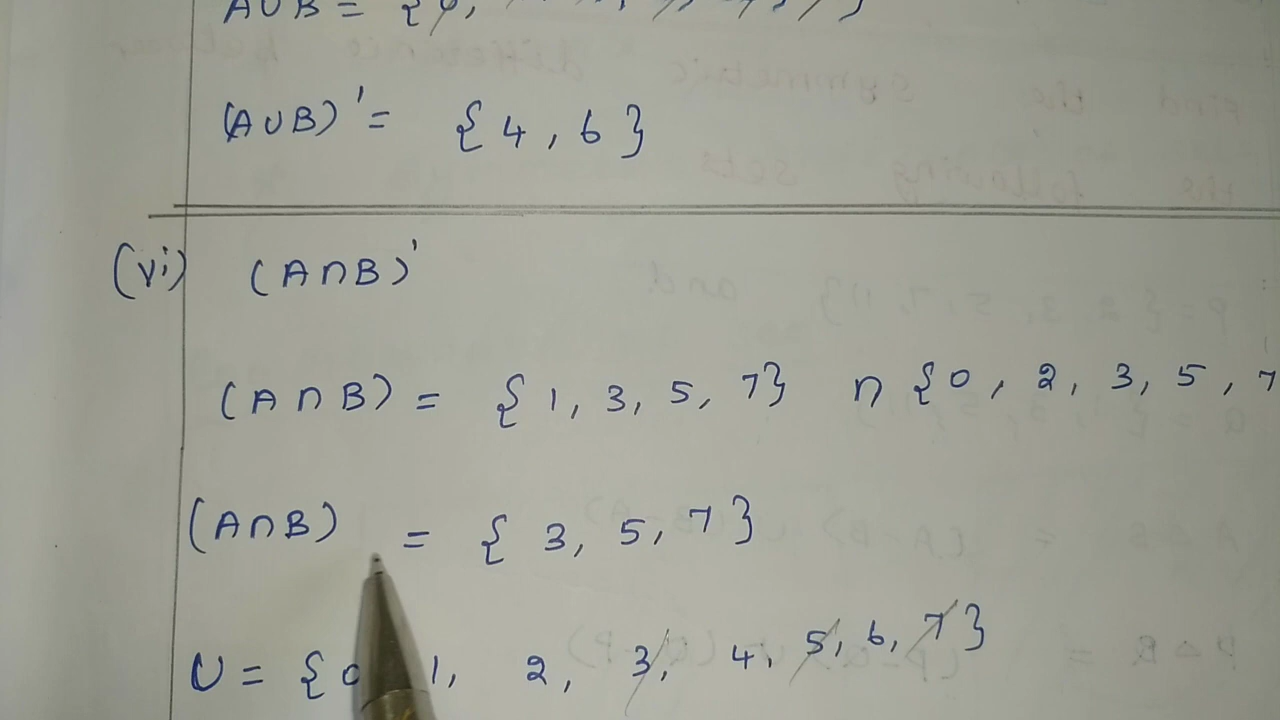 A∪B = {0,
(A∪B)' = {4, 6}
(vi) (A∩B)'
(A∩B) = {1, 3, 5, 7} ∩ {0, 2, 3, 5, 7
(A∩B) = {3, 5, 7}
U = {0 1, 2, 3, 4, 5, 6, 7}